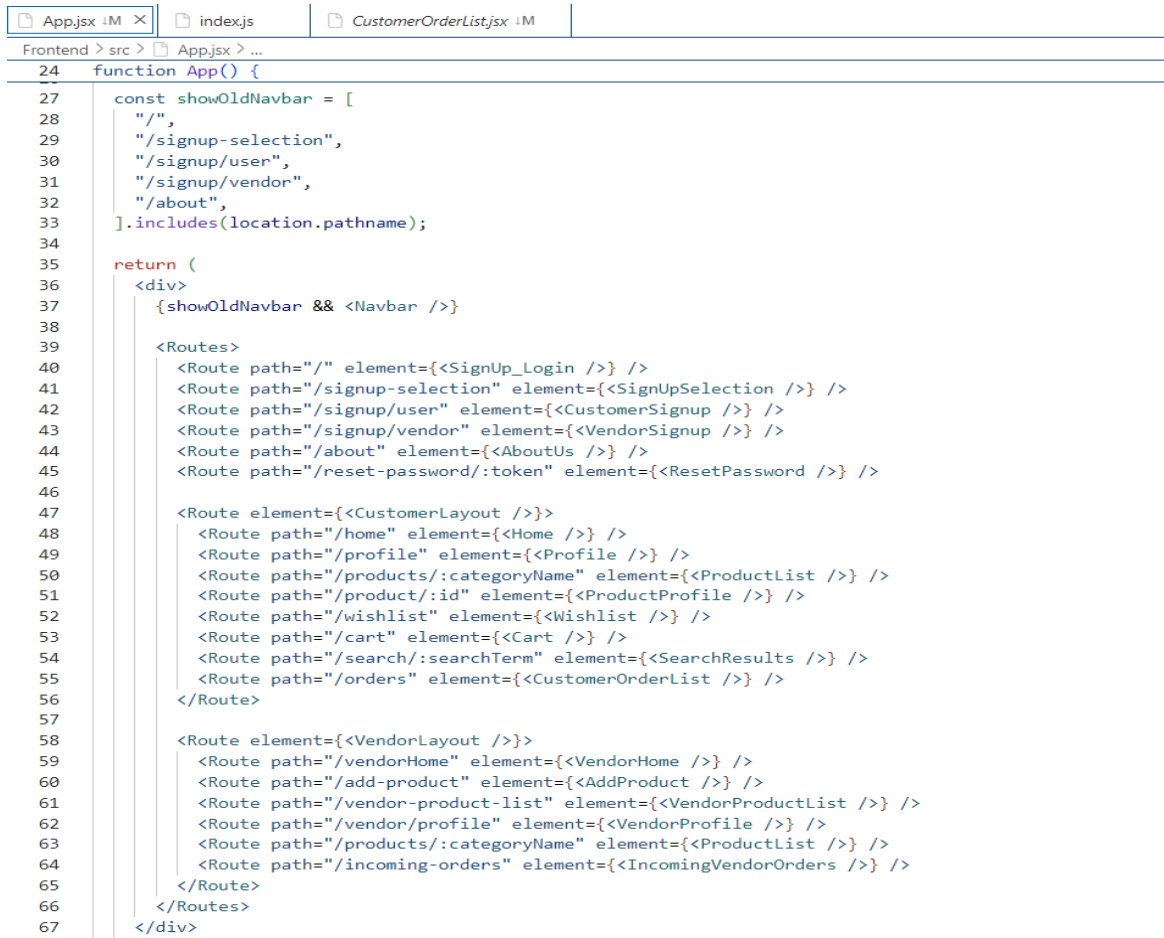 App.jsx ↓M ×
index.js
CustomerOrderList.jsx ↓M
Frontend > src > App.jsx > ...
24 function App() {
27 const showOldNavbar = [
28 "/",
29 "/signup-selection",
30 "/signup/user",
31 "/signup/vendor",
32 "/about",
33 ].includes(location.pathname);
34
35 return (
36 <div>
37 {showOldNavbar && <Navbar />}
38
39 <Routes>
40 <Route path="/" element={<SignUp_Login />} />
41 <Route path="/signup-selection" element={<SignUpSelection />} />
42 <Route path="/signup/user" element={<CustomerSignup />} />
43 <Route path="/signup/vendor" element={<VendorSignup />} />
44 <Route path="/about" element={<AboutUs />} />
45 <Route path="/reset-password/:token" element={<ResetPassword />} />
46
47 <Route element={<CustomerLayout />}>
48 <Route path="/home" element={<Home />} />
49 <Route path="/profile" element={<Profile />} />
50 <Route path="/products/:categoryName" element={<ProductList />} />
51 <Route path="/product/:id" element={<ProductProfile />} />
52 <Route path="/wishlist" element={<Wishlist />} />
53 <Route path="/cart" element={<Cart />} />
54 <Route path="/search/:searchTerm" element={<SearchResults />} />
55 <Route path="/orders" element={<CustomerOrderList />} />
56 </Route>
57
58 <Route element={<VendorLayout />}>
59 <Route path="/vendorHome" element={<VendorHome />} />
60 <Route path="/add-product" element={<AddProduct />} />
61 <Route path="/vendor-product-list" element={<VendorProductList />} />
62 <Route path="/vendor/profile" element={<VendorProfile />} />
63 <Route path="/products/:categoryName" element={<ProductList />} />
64 <Route path="/incoming-orders" element={<IncomingVendorOrders />} />
65 </Route>
66 </Routes>
67 </div>